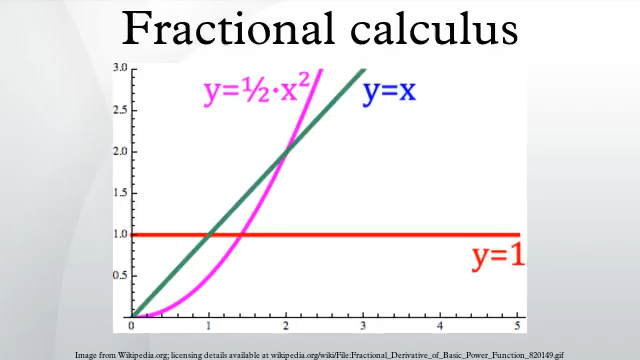 Fractional calculus
3.0
y=½·x²
y=x
2.5
2.0
1.5
1.0
y=1
0.5
0 1 2 3 4 5
Image from Wikipedia.org; licensing details available at wikipedia.org/wiki/File:Fractional_Derivative_of_Basic_Power_Function_820149.gif